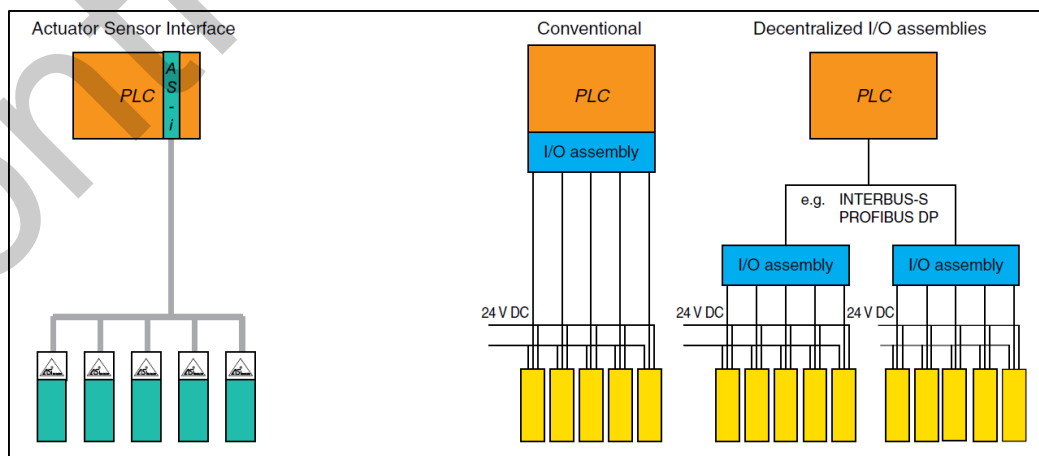 Actuator Sensor Interface
PLC
A
S
-
i
Conventional
PLC
I/O assembly
24 V DC
Decentralized I/O assemblies
PLC
e.g. INTERBUS-S
PROFIBUS DP
I/O assembly
I/O assembly
24 V DC
24 V DC